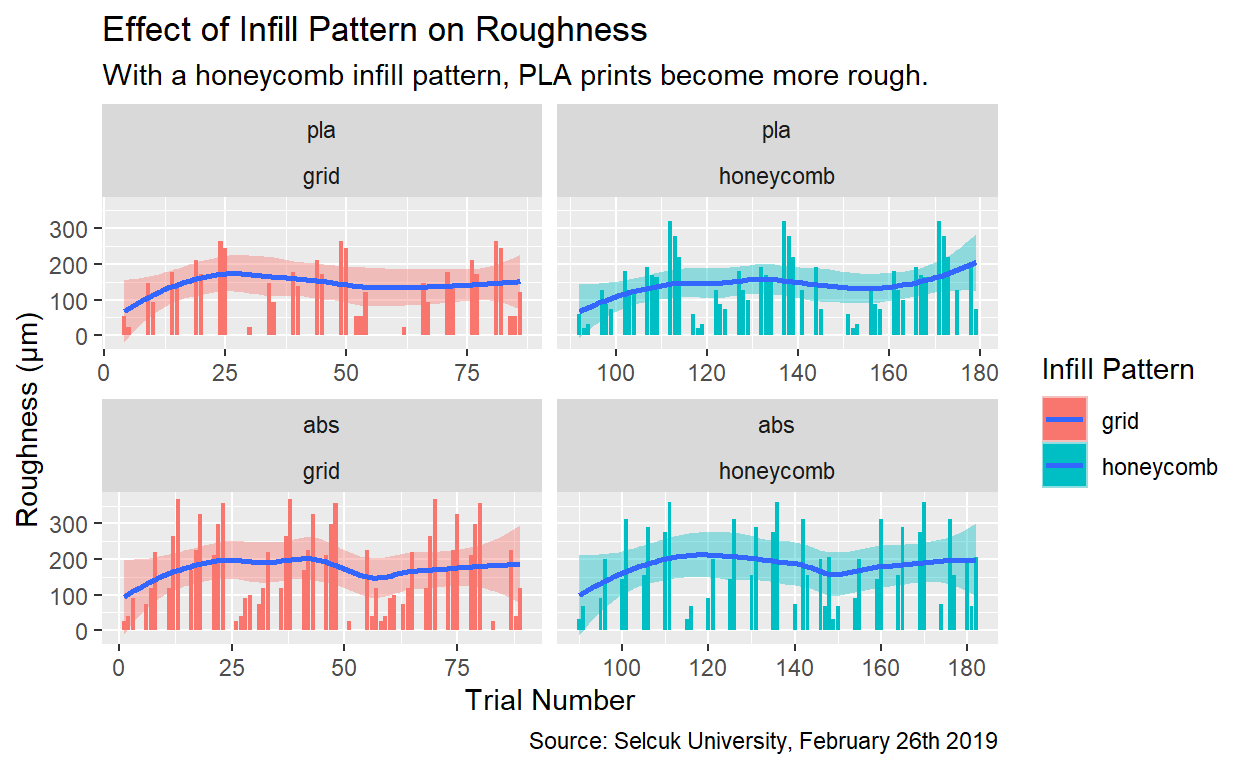 Effect of Infill Pattern on Roughness
With a honeycomb infill pattern, PLA prints become more rough.
pla
grid
pla
honeycomb
300
200
100
0
0 25 50 75
100 120 140 160 180
abs
grid
abs
honeycomb
300
200
100
0
0 25 50 75
100 120 140 160 180
Roughness (µm)
Trial Number
Infill Pattern
grid
honeycomb
Source: Selcuk University, February 26th 2019